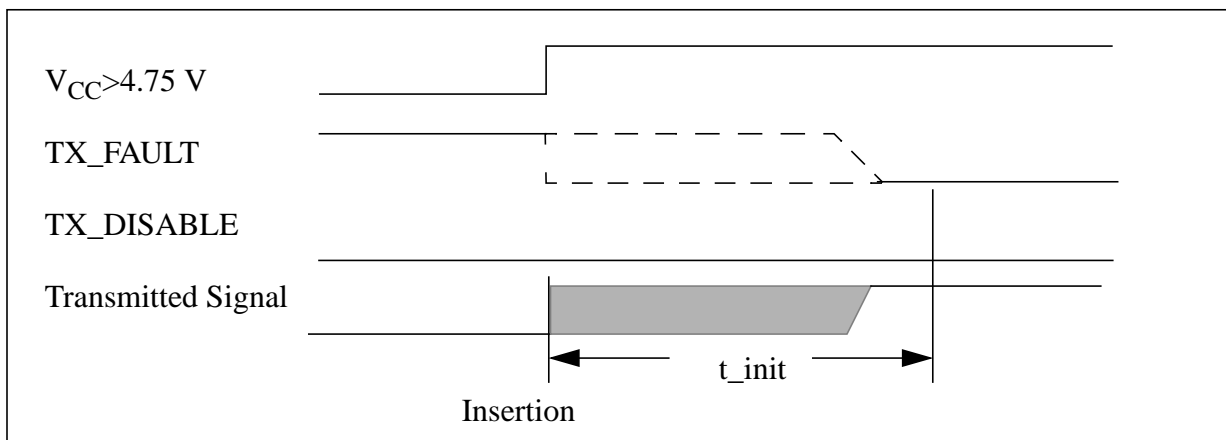 V_CC>4.75 V
TX_FAULT
TX_DISABLE
Transmitted Signal
t_init
Insertion